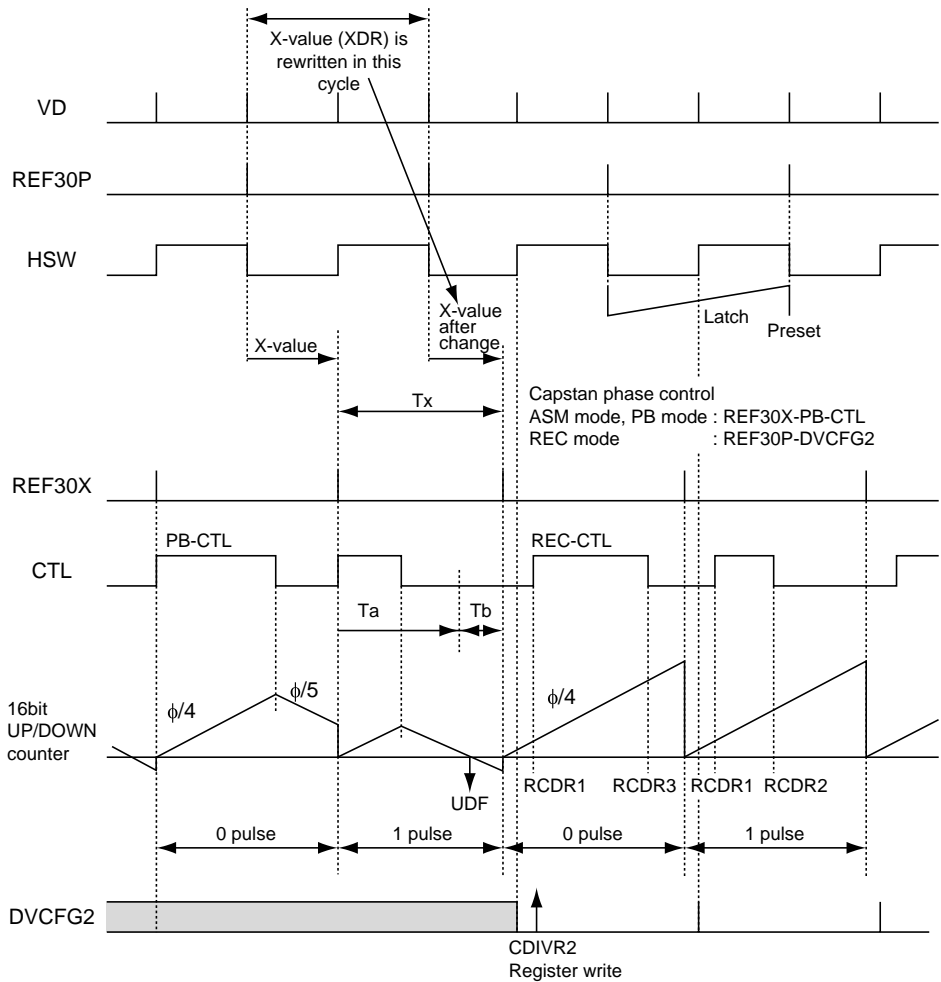 X-value (XDR) is
rewritten in this
cycle
VD
REF30P
HSW
Latch
Preset
X-value
X-value
after
change
Tx
Capstan phase control
ASM mode, PB mode : REF30X-PB-CTL
REC mode : REF30P-DVCFG2
REF30X
PB-CTL
REC-CTL
CTL
Ta
Tb
ϕ/4
ϕ/5
ϕ/4
16bit
UP/DOWN
counter
UDF
RCDR1
RCDR3
RCDR1
RCDR2
0 pulse
1 pulse
0 pulse
1 pulse
DVCFG2
CDIVR2
Register write